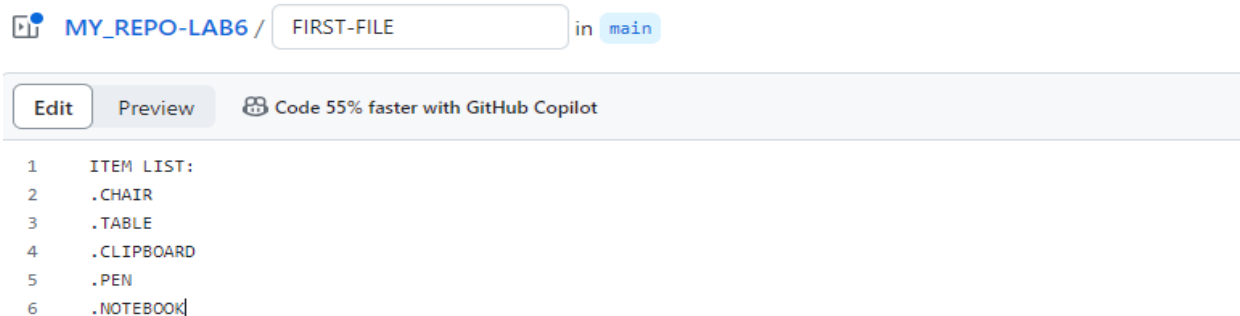 MY_REPO-LAB6 / FIRST-FILE in main
Edit Preview Code 55% faster with GitHub Copilot
1 ITEM LIST:
2 .CHAIR
3 .TABLE
4 .CLIPBOARD
5 .PEN
6 .NOTEBOOK